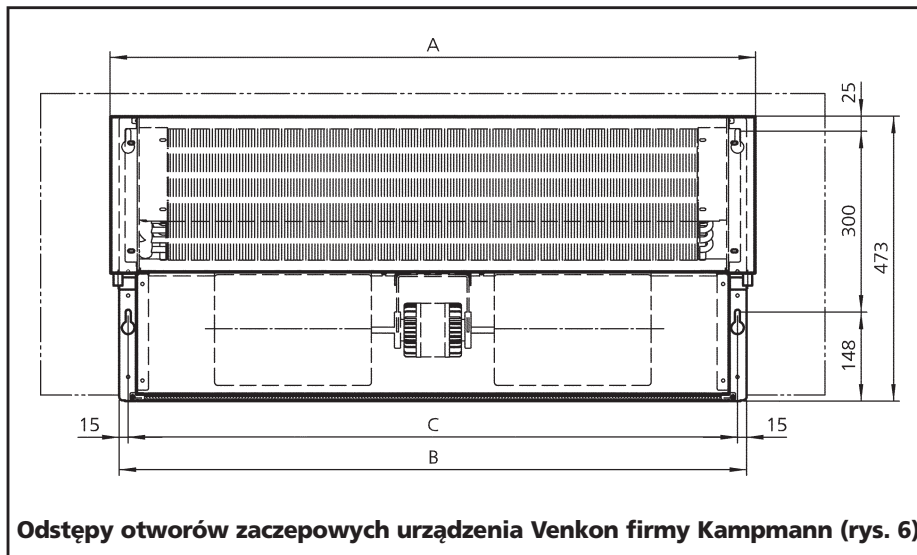 A
25
300
473
148
15
C
15
B
Odstępy otworów zaczepowych urządzenia Venkon firmy Kampmann (rys. 6)